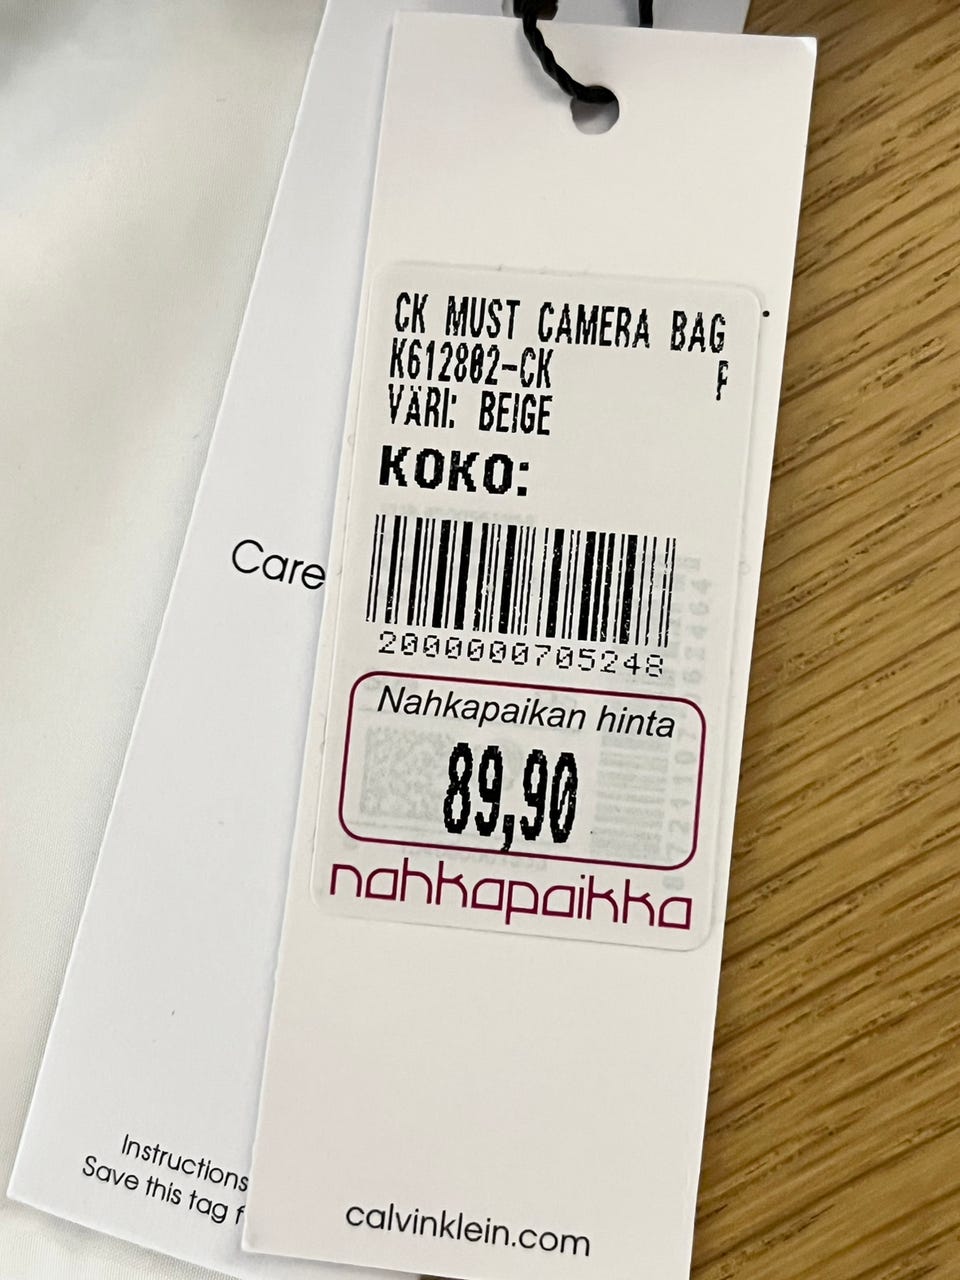 CK MUST CAMERA BAG
K612802-CK P
VÄRI: BEIGE
KOKO:
2000000705248
Nahkapaikan hinta
89,90
nahkapaikka
calvinklein.com
Care
Instructions
Save this tag f